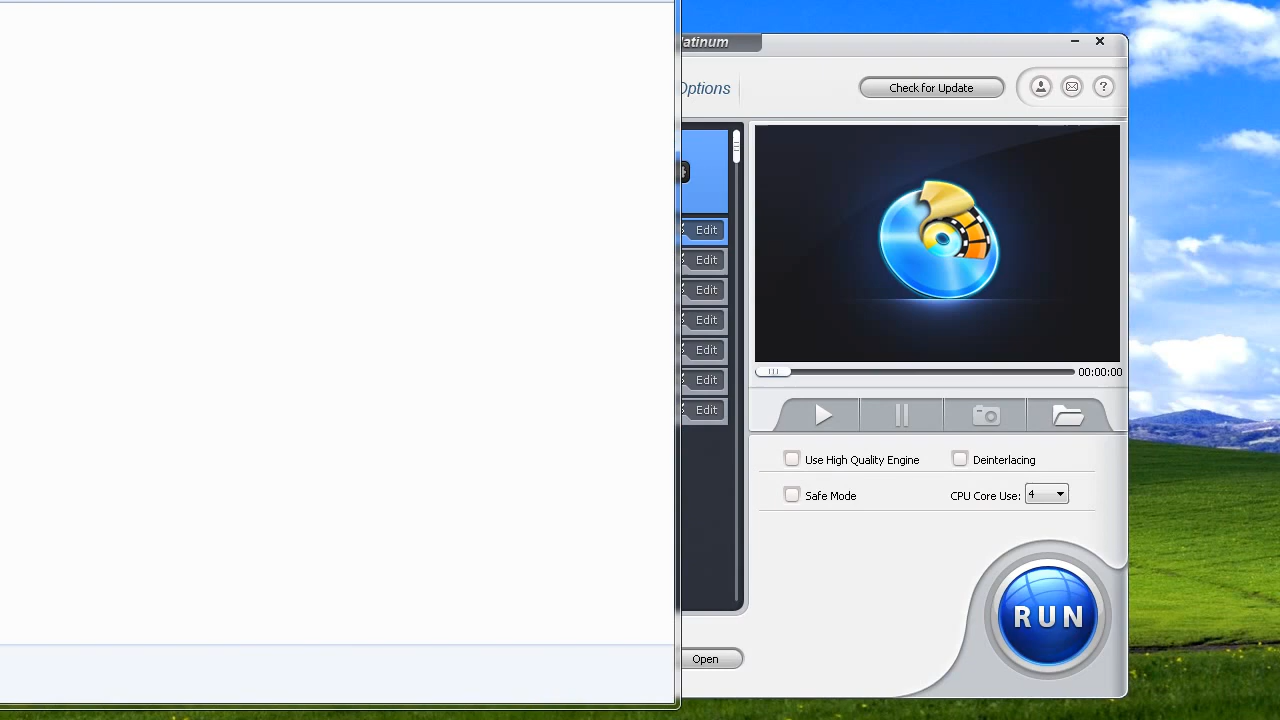 latinum
Options
Check for Update
?
Edit
Edit
Edit
Edit
Edit
Edit
Edit
00:00:00
Use High Quality Engine
Deinterlacing
Safe Mode
CPU Core Use: 4
RUN
Open